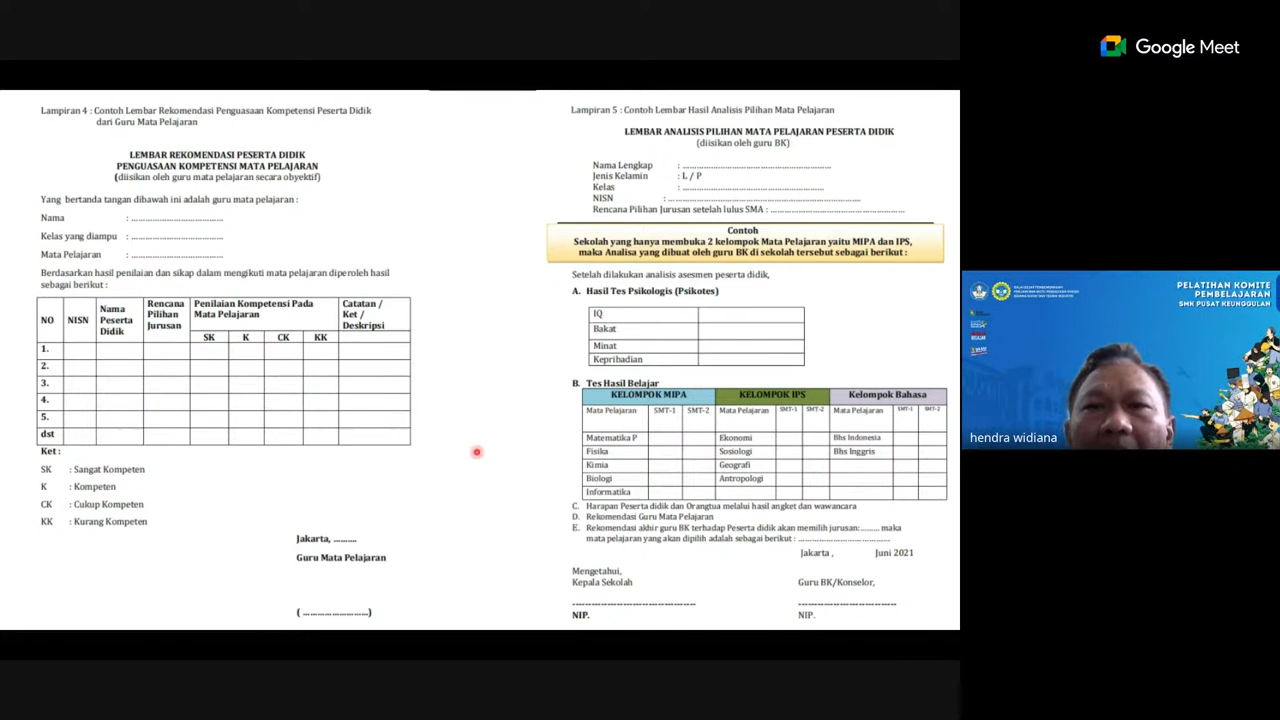 Google Meet
Lampiran 4 : Contoh Lembar Rekomendasi Penguasaan Kompetensi Peserta Didik
dari Guru Mata Pelajaran
LEMBAR REKOMENDASI PESERTA DIDIK
PENGUASAAN KOMPETENSI MATA PELAJARAN
(diisikan oleh guru mata pelajaran secara obyektif)
Yang bertanda tangan dibawah ini adalah guru mata pelajaran :
Nama : ................................
Kelas yang diampu : ................................
Mata Pelajaran : ................................
Berdasarkan hasil penilaian dan sikap dalam mengikuti mata pelajaran diperoleh hasil
sebagai berikut :
NO NISN Nama Peserta Didik Rencana Pilihan Jurusan Penilaian Kompetensi Pada Mata Pelajaran Catatan / Ket / Deskripsi
SK K CK KK
1.
2.
3.
4.
5.
dst
Ket :
SK : Sangat Kompeten
K : Kompeten
CK : Cukup Kompeten
KK : Kurang Kompeten
Jakarta, .........
Guru Mata Pelajaran
( ........................)
Lampiran 5 : Contoh Lembar Hasil Analisis Pilihan Mata Pelajaran
LEMBAR ANALISIS PILIHAN MATA PELAJARAN PESERTA DIDIK
(diisikan oleh guru BK)
Nama Lengkap : ......................................................
Jenis Kelamin : L / P
Kelas : ......................................................
NISN : ......................................................
Rencana Pilihan Jurusan setelah lulus SMA : ......................................................
Contoh
Sekolah yang hanya membuka 2 kelompok Mata Pelajaran yaitu MIPA dan IPS,
maka Analisa yang dibuat oleh guru BK di sekolah tersebut sebagai berikut :
Setelah dilakukan analisis asesmen peserta didik,
A. Hasil Tes Psikologis (Psikotes)
IQ
Bakat
Minat
Kepribadian
B. Tes Hasil Belajar
KELOMPOK MIPA KELOMPOK IPS Kelompok Bahasa
Mata Pelajaran SMT-1 SMT-2 Mata Pelajaran SMT-1 SMT-2 Mata Pelajaran SMT-1 SMT-2
Matematika P Ekonomi Bhs Indonesia
Fisika Sosiologi Bhs Inggris
Kimia Geografi
Biologi Antropologi
Informatika
C. Harapan Peserta didik dan Orangtua melalui hasil angket dan wawancara
D. Rekomendasi Guru Mata Pelajaran
E. Rekomendasi akhir guru BK terhadap Peserta didik akan memilih jurusan:......... maka
mata pelajaran yang akan dipilih adalah sebagai berikut : ................................
Jakarta , Juni 2021
Mengetahui,
Kepala Sekolah Guru BK/Konselor,
NIP. NIP.
PELATIHAN KOMITE
PEMBELAJARAN
SMK PUSAT KEUNGGULAN
hendra widiana